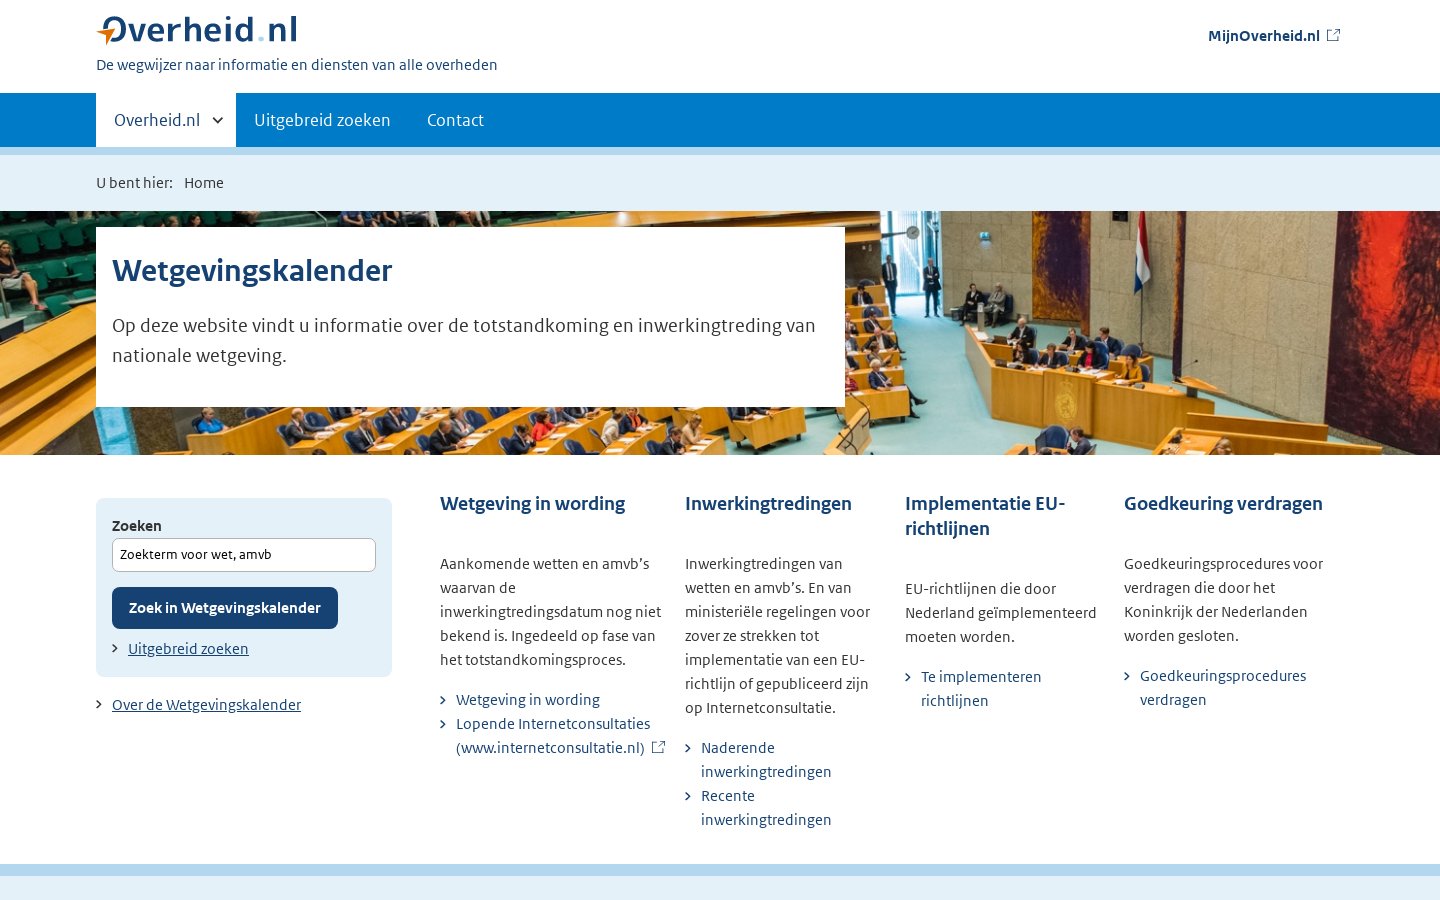 Overheid.nl
De wegwijzer naar informatie en diensten van alle overheden
MijnOverheid.nl
Overheid.nl
Uitgebreid zoeken
Contact
U bent hier: Home
Wetgevingskalender
Op deze website vindt u informatie over de totstandkoming en inwerkingtreding van
nationale wetgeving.
Zoeken
Zoekterm voor wet, amvb
Zoek in Wetgevingskalender
Uitgebreid zoeken
Over de Wetgevingskalender
Wetgeving in wording
Aankomende wetten en amvb’s
waarvan de
inwerkingtredingsdatum nog niet
bekend is. Ingedeeld op fase van
het totstandkomingsproces.
Wetgeving in wording
Lopende Internetconsultaties
(www.internetconsultatie.nl)
Inwerkingtredingen
Inwerkingtredingen van
wetten en amvb’s. En van
ministeriële regelingen voor
zover ze strekken tot
implementatie van een EU-
richtlijn of gepubliceerd zijn
op Internetconsultatie.
Naderende
inwerkingtredingen
Recente
inwerkingtredingen
Implementatie EU-
richtlijnen
EU-richtlijnen die door
Nederland geïmplementeerd
moeten worden.
Te implementeren
richtlijnen
Goedkeuring verdragen
Goedkeuringsprocedures voor
verdragen die door het
Koninkrijk der Nederlanden
worden gesloten.
Goedkeuringsprocedures
verdragen